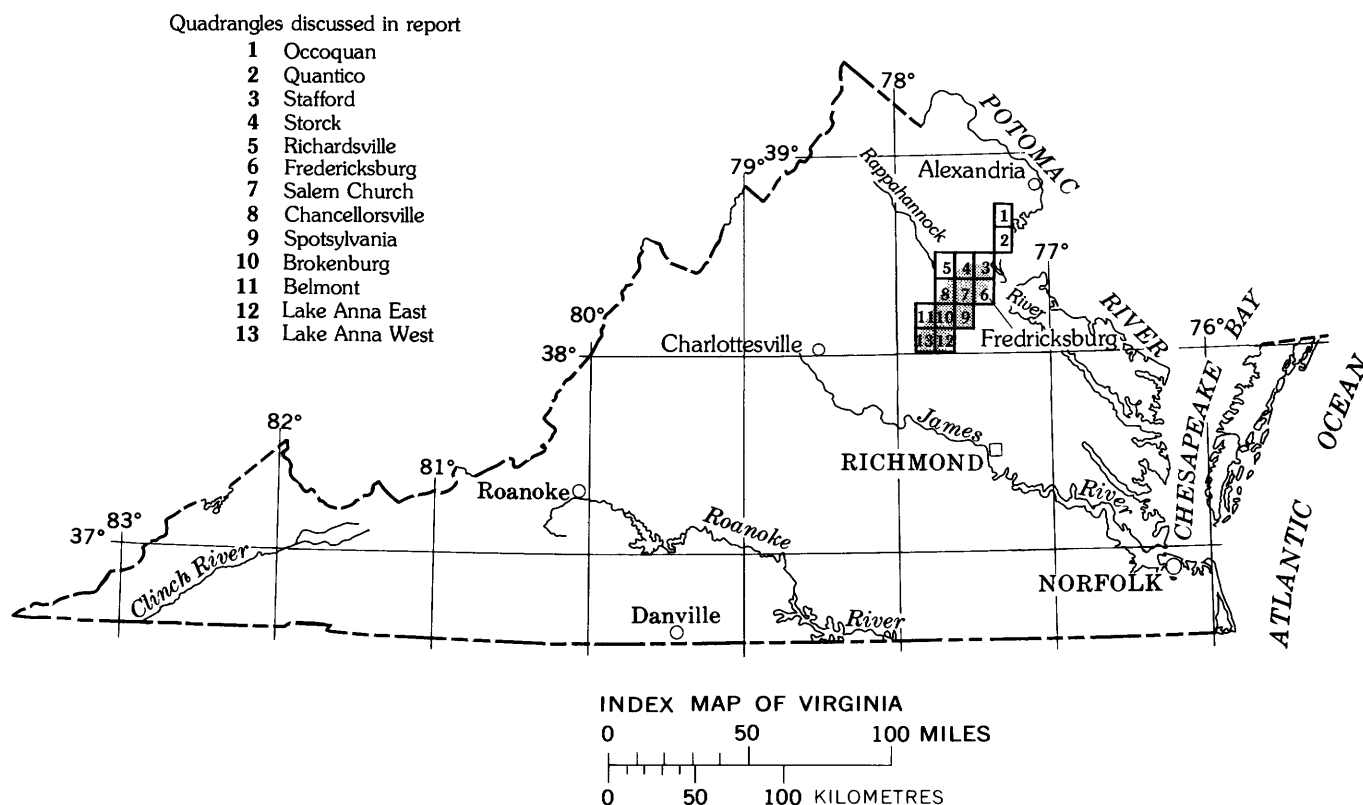 Quadrangles discussed in report
1 Occoquan
2 Quantico
3 Stafford
4 Storck
5 Richardsville
6 Fredericksburg
7 Salem Church
8 Chancellorsville
9 Spotsylvania
10 Brokenburg
11 Belmont
12 Lake Anna East
13 Lake Anna West
78°
POTOMAC
39°
79°
Alexandria
Rappahannock
1
2
77°
5 4 3
8 7 6
River
RIVER
11 10 9
13 12
Fredricksburg
80°
38°
Charlottesville
76°
CHESAPEAKE BAY
ATLANTIC OCEAN
82°
James
RICHMOND
River
81°
Roanoke
Roanoke
River
83°
37°
Clinch River
NORFOLK
Danville
INDEX MAP OF VIRGINIA
0 50 100 MILES
0 50 100 KILOMETRES